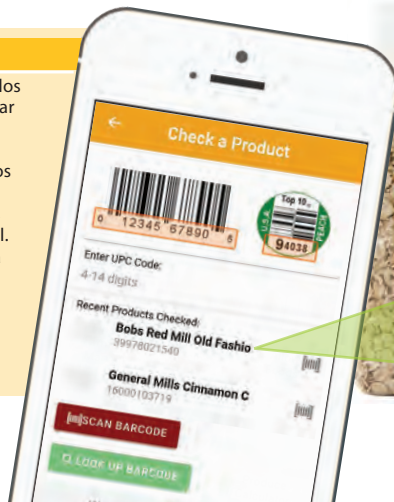 los
ar
os
l.
Check a Product
Top 10
U.S.A.
PEACH
94038
0 12345 67890 5
Enter UPC Code:
4-14 digits
Recent Products Checked:
Bobs Red Mill Old Fashio
39978021540
General Mills Cinnamon C
16000103719
SCAN BARCODE
LOOK UP BARCODE